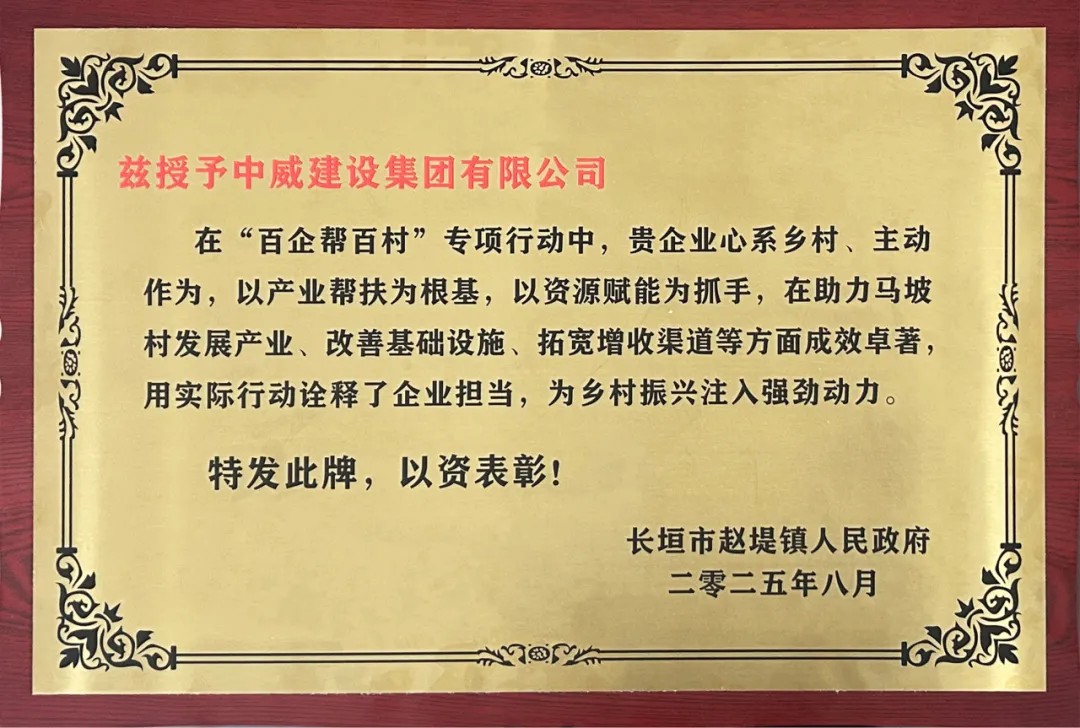 兹授予中威建设集团有限公司
在“百企帮百村”专项行动中，贵企业心系乡村、主动
作为，以产业帮扶为根基，以资源赋能为抓手，在助力马坡
村发展产业、改善基础设施、拓宽增收渠道等方面成效卓著，
用实际行动诠释了企业担当，为乡村振兴注入强劲动力。
特发此牌，以资表彰！
长垣市赵堤镇人民政府
二零二五年八月